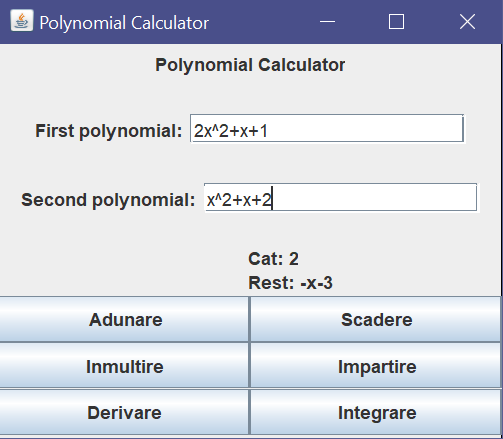 Polynomial Calculator
Polynomial Calculator
First polynomial: 2x^2+x+1
Second polynomial: x^2+x+2
Cat: 2
Rest: -x-3
Adunare Scadere
Inmultire Impartire
Derivare Integrare